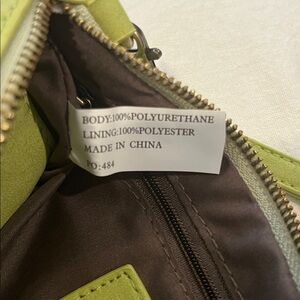 BODY:100%POLYURETHANE
LINING:100%POLYESTER
MADE IN CHINA
PO:484